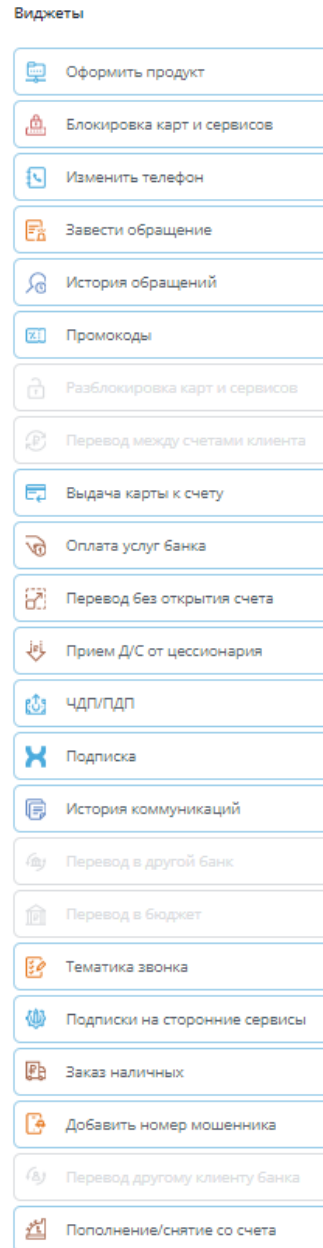 Виджеты
Оформить продукт
Блокировка карт и сервисов
Изменить телефон
Завести обращение
История обращений
Промокоды
Разблокировка карт и сервисов
Перевод между счетами клиента
Выдача карты к счету
Оплата услуг банка
Перевод без открытия счета
Прием Д/С от цессионария
ЧДП/ПДП
Подписка
История коммуникаций
Перевод в другой банк
Перевод в бюджет
Тематика звонка
Подписки на сторонние сервисы
Заказ наличных
Добавить номер мошенника
Перевод другому клиенту банка
Пополнение/снятие со счета